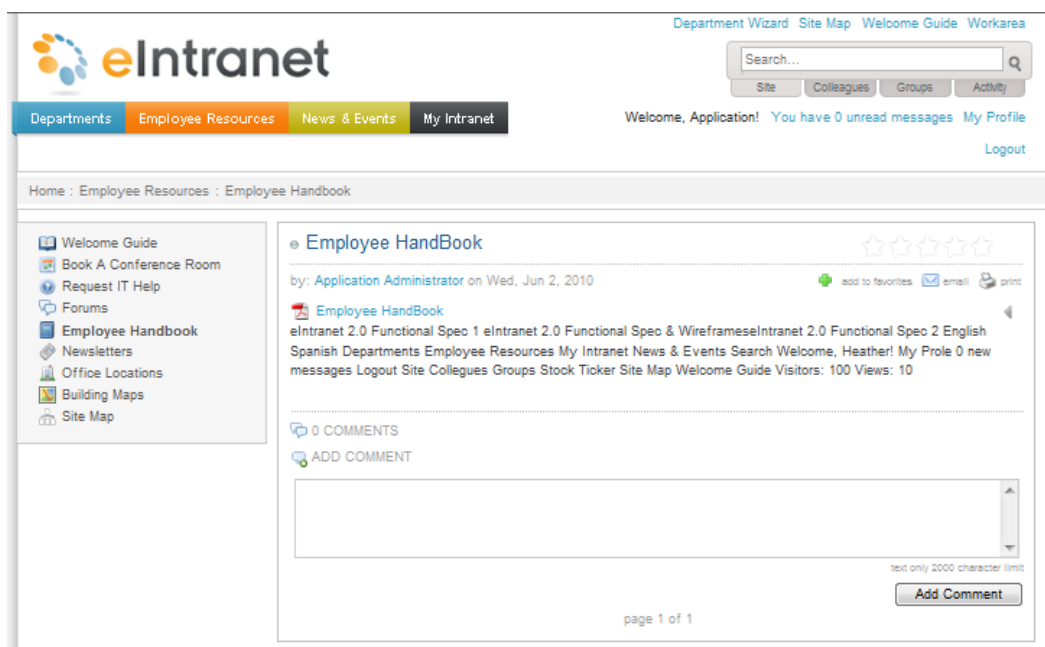 Department Wizard Site Map Welcome Guide Workarea
eIntranet
Search...
Site Colleagues Groups Activity
Departments Employee Resources News & Events My Intranet
Welcome, Application! You have 0 unread messages My Profile
Logout
Home : Employee Resources : Employee Handbook
Welcome Guide
Book A Conference Room
Request IT Help
Forums
Employee Handbook
Newsletters
Office Locations
Building Maps
Site Map
Employee HandBook
by: Application Administrator on Wed, Jun 2, 2010
add to favorites email print
Employee HandBook
eIntranet 2.0 Functional Spec 1 eIntranet 2.0 Functional Spec & WireframeseIntranet 2.0 Functional Spec 2 English
Spanish Departments Employee Resources My Intranet News & Events Search Welcome, Heather! My Prole 0 new
messages Logout Site Collegues Groups Stock Ticker Site Map Welcome Guide Visitors: 100 Views: 10
0 COMMENTS
ADD COMMENT
text only 2000 character limit
Add Comment
page 1 of 1